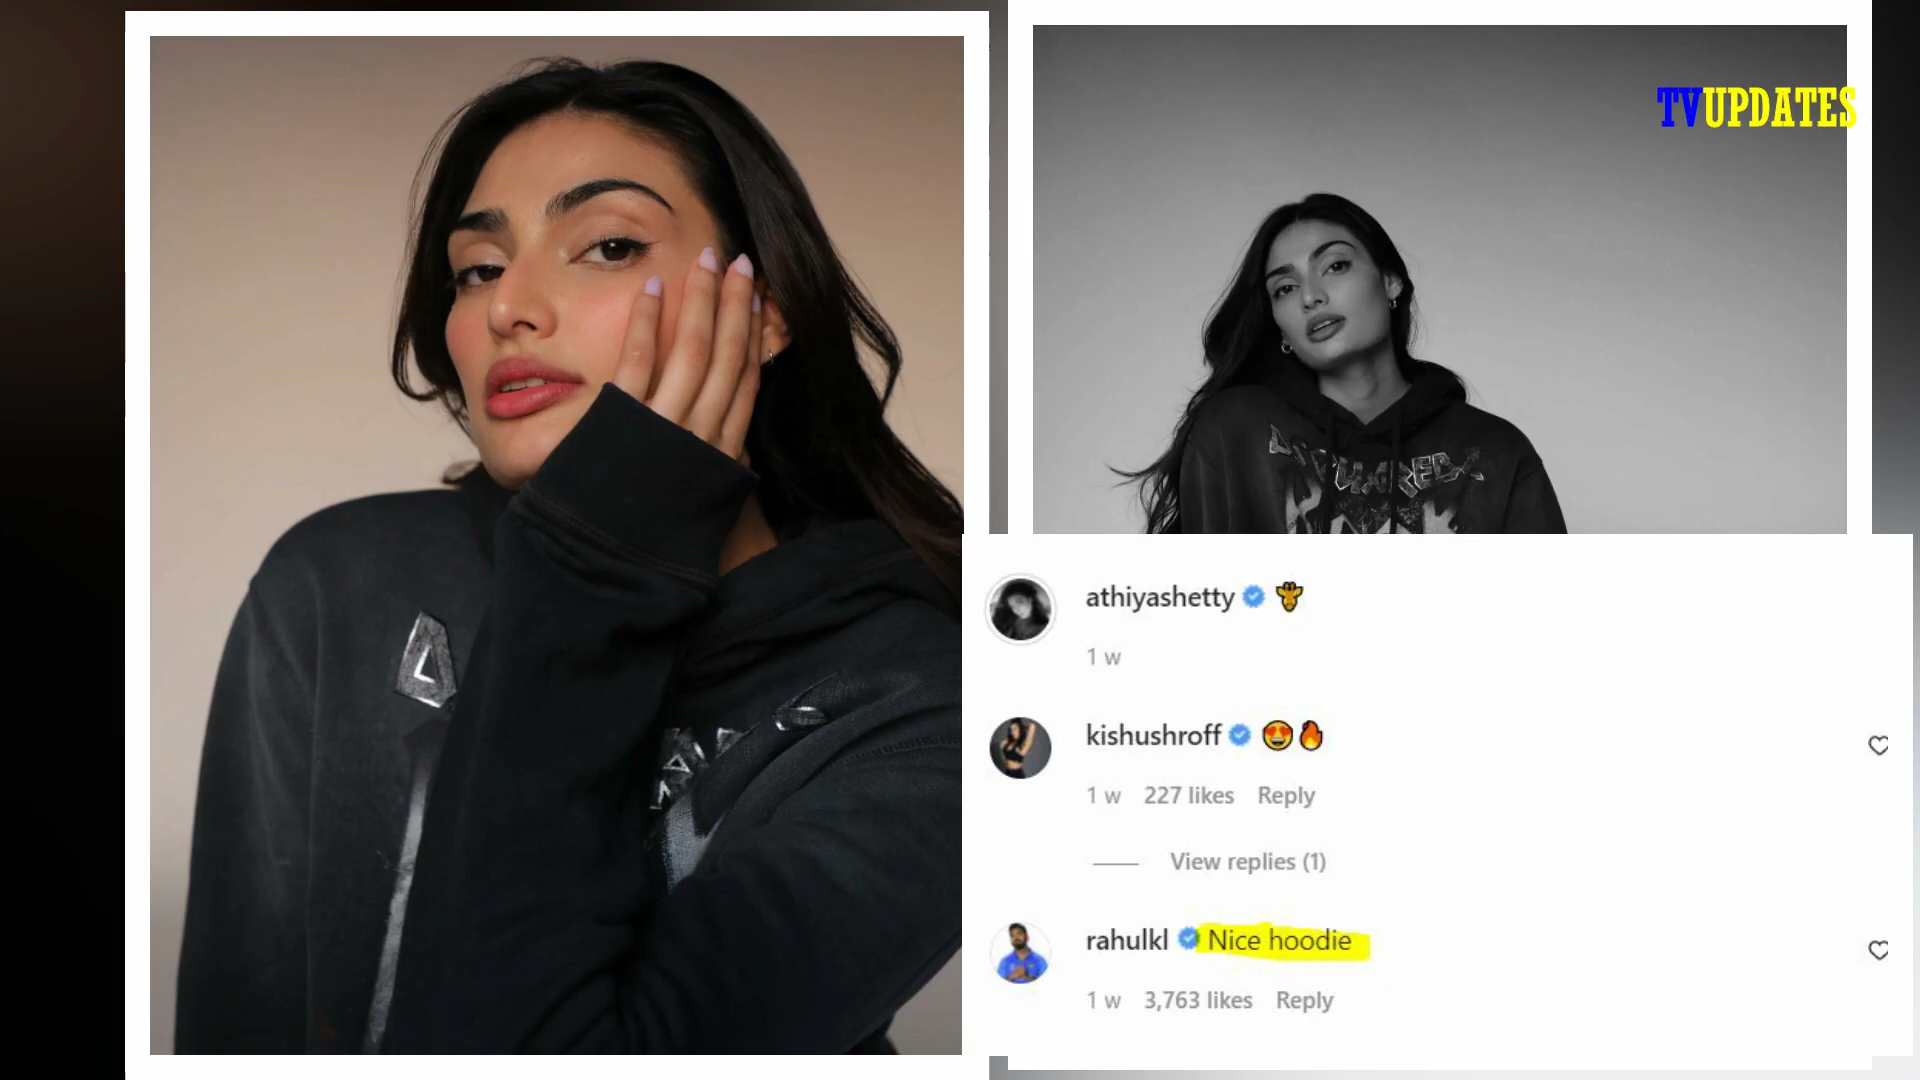 TVUPDATES
athiyashetty
1 w
kishushroff
1 w 227 likes Reply
View replies (1)
rahulkl Nice hoodie
1 w 3,763 likes Reply